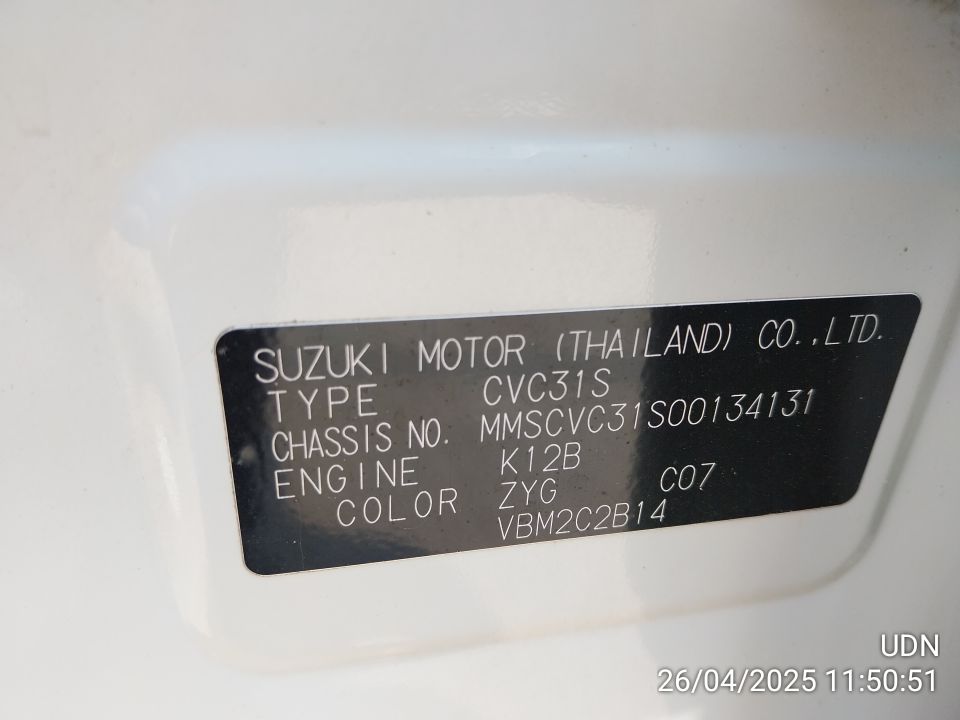 SUZUKI MOTOR (THAILAND) CO.,LTD.
TYPE CVC31S
CHASSIS NO. MMSCVC31S00134131
ENGINE K12B
COLOR ZYG C07
VBM2C2B14
UDN
26/04/2025 11:50:51